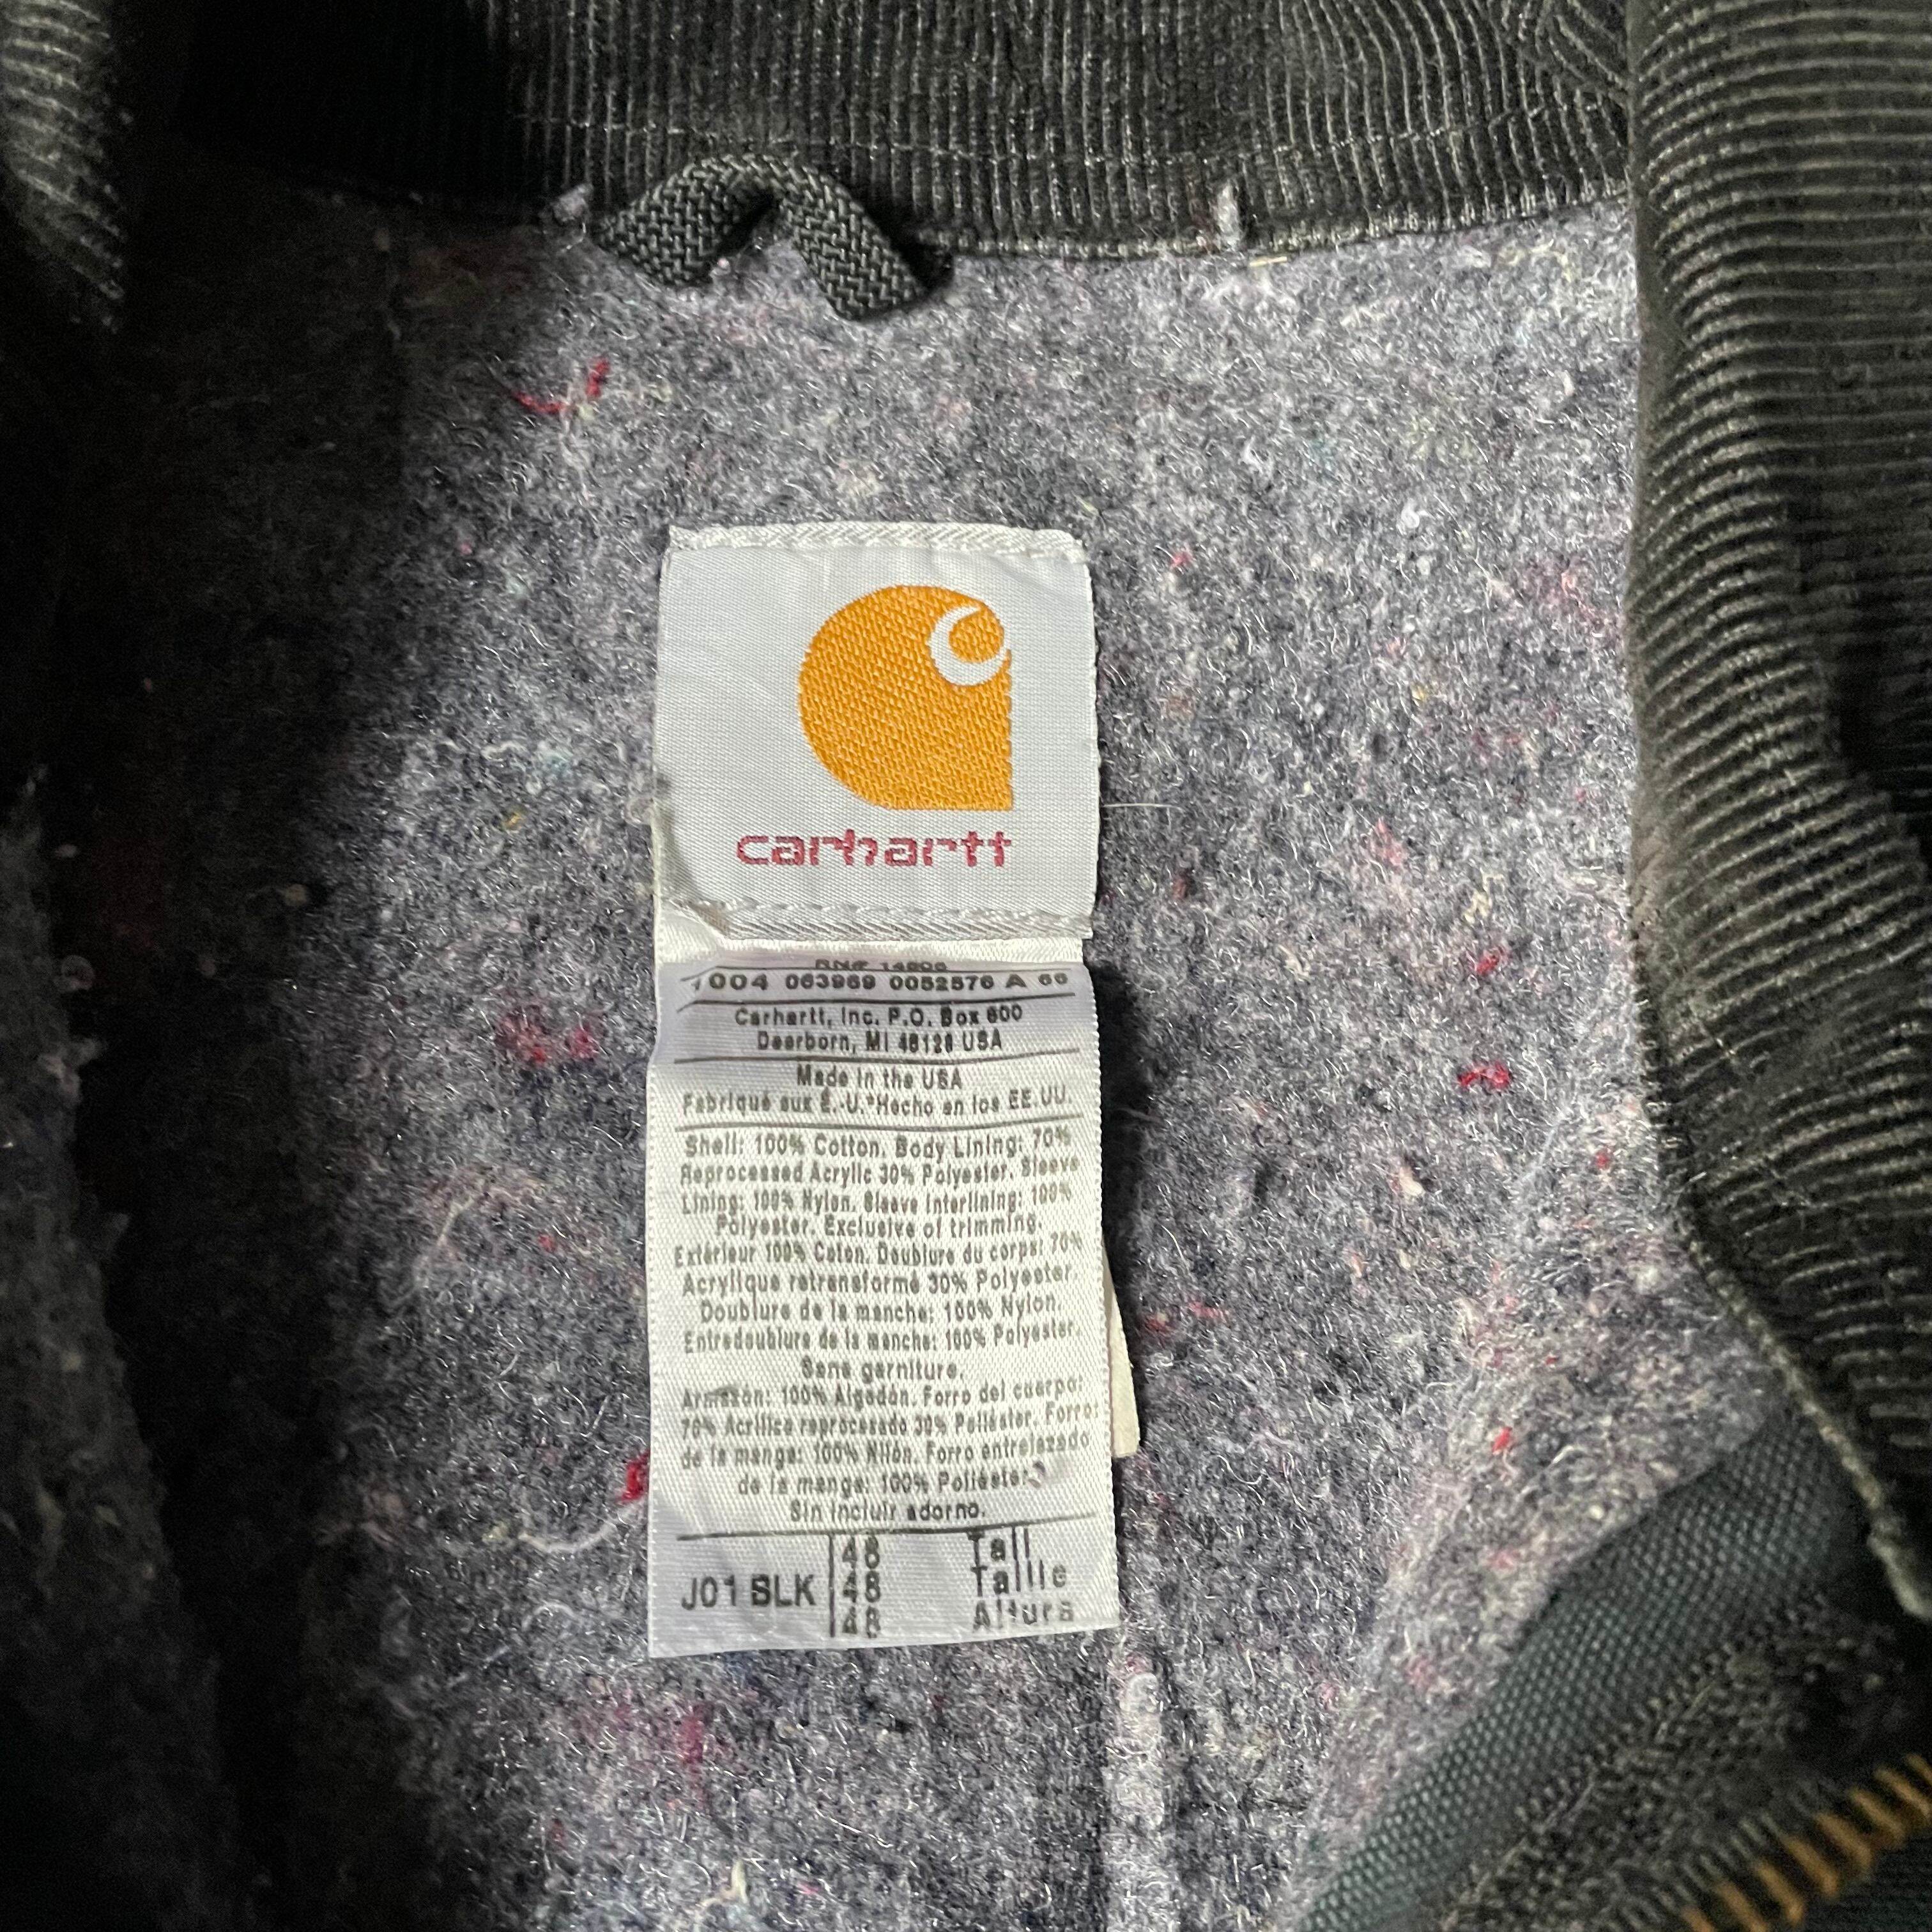 carhartt
RN# 14806
1004 063969 0052576 A 66
Carhartt, Inc. P.O. Box 600
Dearborn, MI 48128 USA
Made in the USA
Fabriqué aux É.-U.*Hecho en los EE.UU.
Shell: 100% Cotton. Body Lining: 70%
Reprocessed Acrylic 30% Polyester. Sleeve
Lining: 100% Nylon. Sleeve Interlining: 100%
Polyester. Exclusive of trimming.
Extérieur 100% Coton. Doublure du corps: 70%
Acrylique retransformé 30% Polyester.
Doublure de la manche: 100% Nylon.
Entredoublure de la manche: 100% Polyester.
Sans garniture.
Armazón: 100% Algodón. Forro del cuerpo:
70% Acrílico reprocesado 30% Poliéster. Forro:
de la manga: 100% Nilón. Forro entrelazado
de la manga: 100% Poliéster.
Sin incluir adorno.
48 Tall
J01 BLK 48 Taille
48 Altura